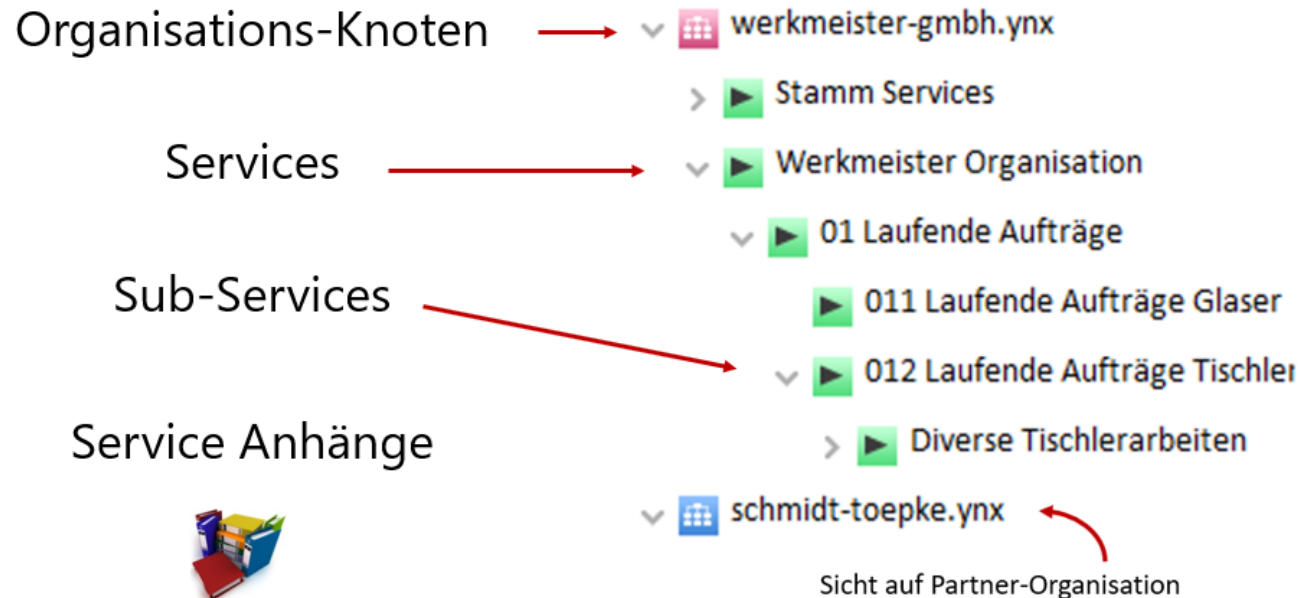 Organisations-Knoten
werkmeister-gmbh.ynx
Stamm Services
Services
Werkmeister Organisation
01 Laufende Aufträge
Sub-Services
011 Laufende Aufträge Glaser
012 Laufende Aufträge Tischler
Service Anhänge
Diverse Tischlerarbeiten
schmidt-toepke.ynx
Sicht auf Partner-Organisation